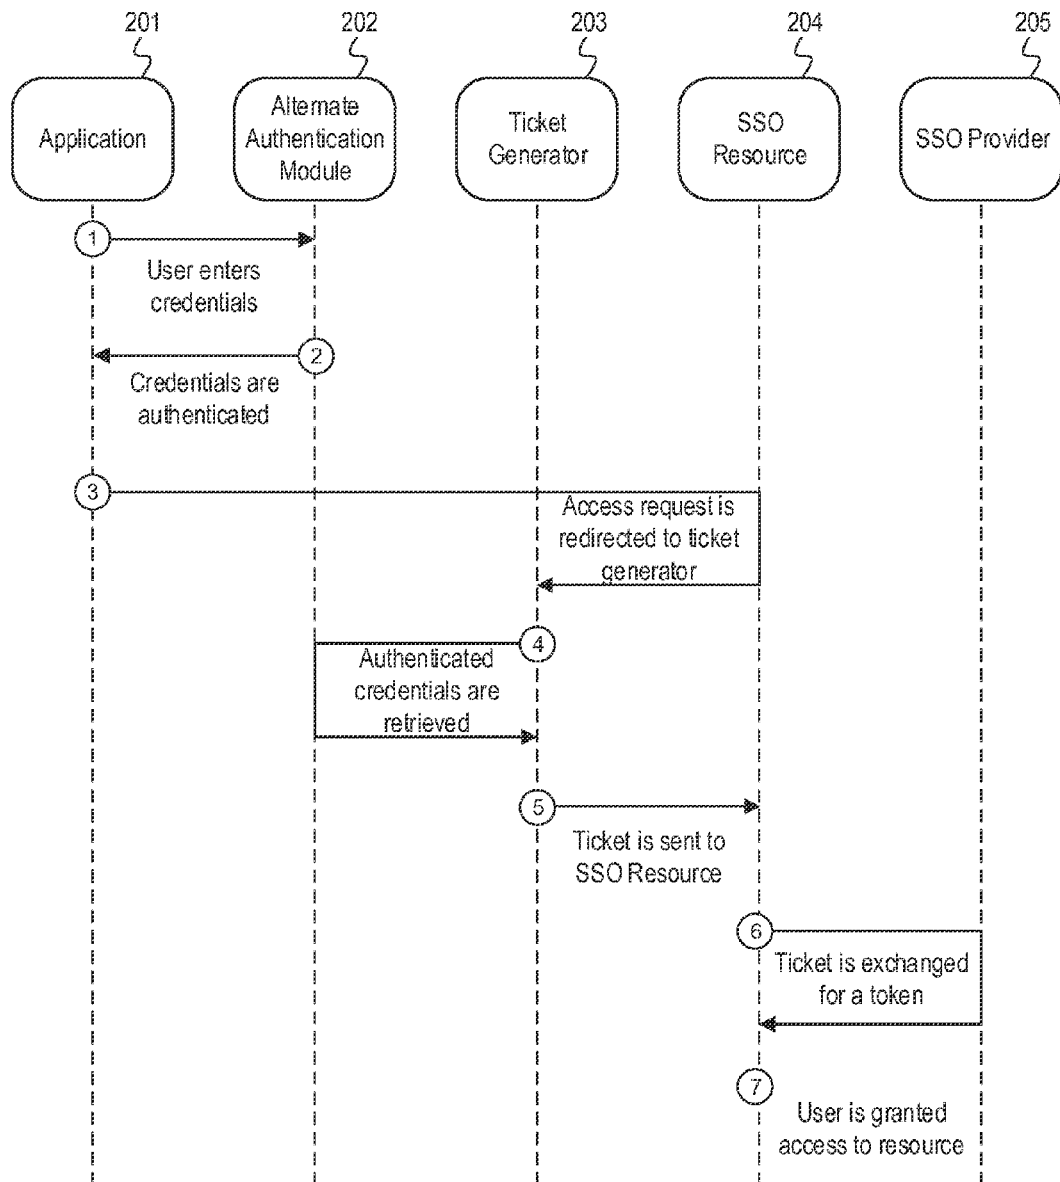 201
202
203
204
205
Application
Alternate
Authentication
Module
Ticket
Generator
SSO
Resource
SSO Provider
1
User enters
credentials
2
Credentials are
authenticated
3
Access request is
redirected to ticket
generator
4
Authenticated
credentials are
retrieved
5
Ticket is sent to
SSO Resource
6
Ticket is exchanged
for a token
7
User is granted
access to resource